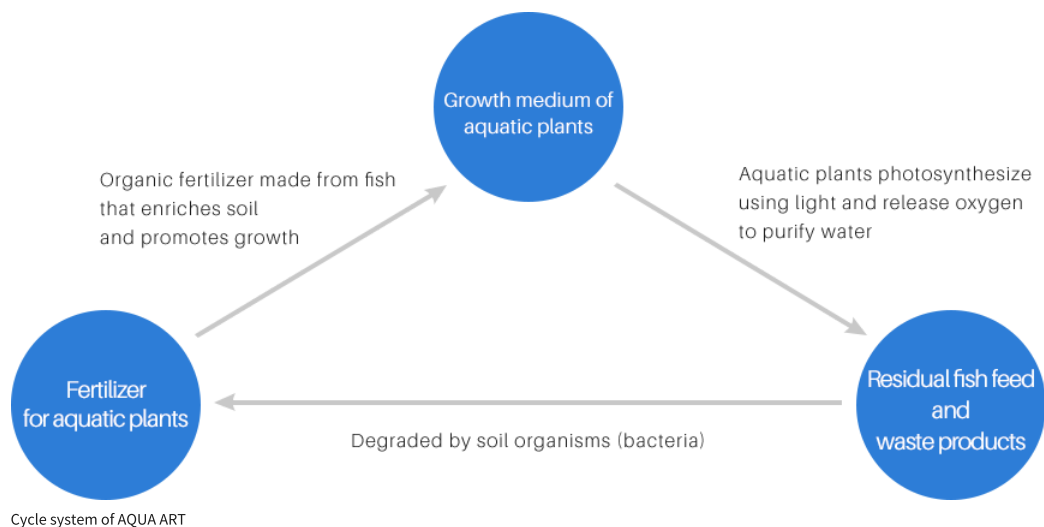 Growth medium of
aquatic plants
Organic fertilizer made from fish
that enriches soil
and promotes growth
Aquatic plants photosynthesize
using light and release oxygen
to purify water
Fertilizer
for aquatic plants
Residual fish feed
and
waste products
Degraded by soil organisms (bacteria)
Cycle system of AQUA ART